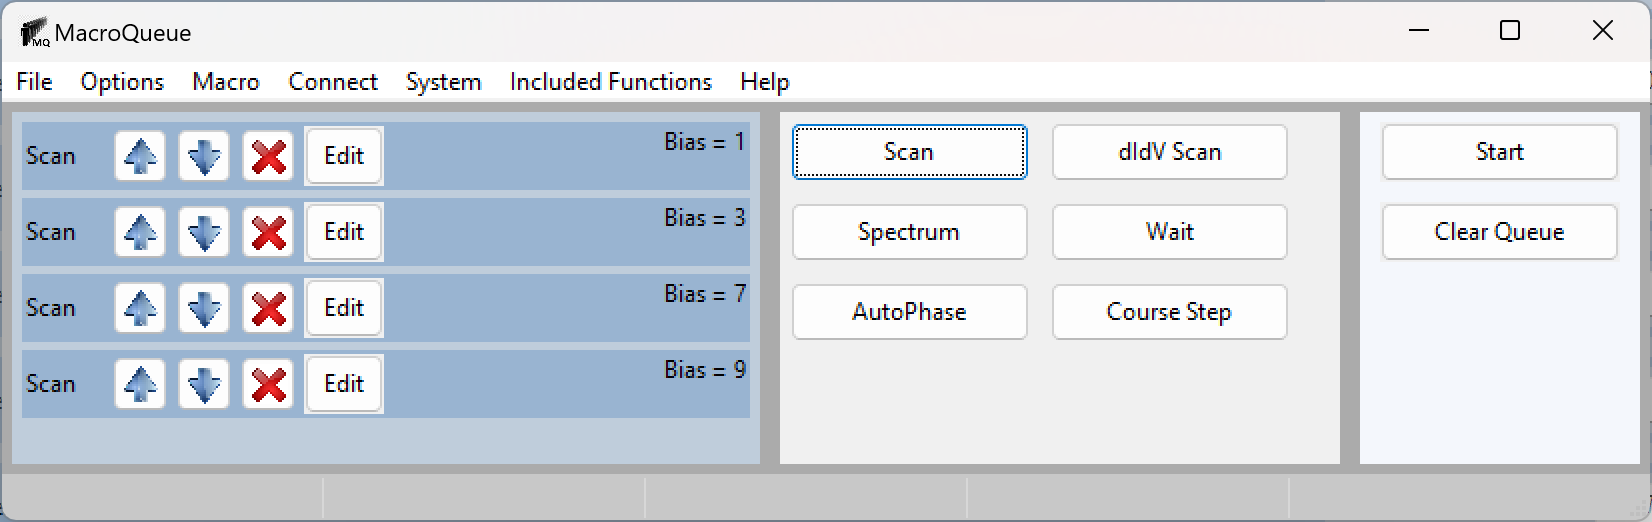 MQ MacroQueue
File Options Macro Connect System Included Functions Help
Scan Edit Bias = 1
Scan Edit Bias = 3
Scan Edit Bias = 7
Scan Edit Bias = 9
Scan dIdV Scan
Spectrum Wait
AutoPhase Course Step
Start
Clear Queue